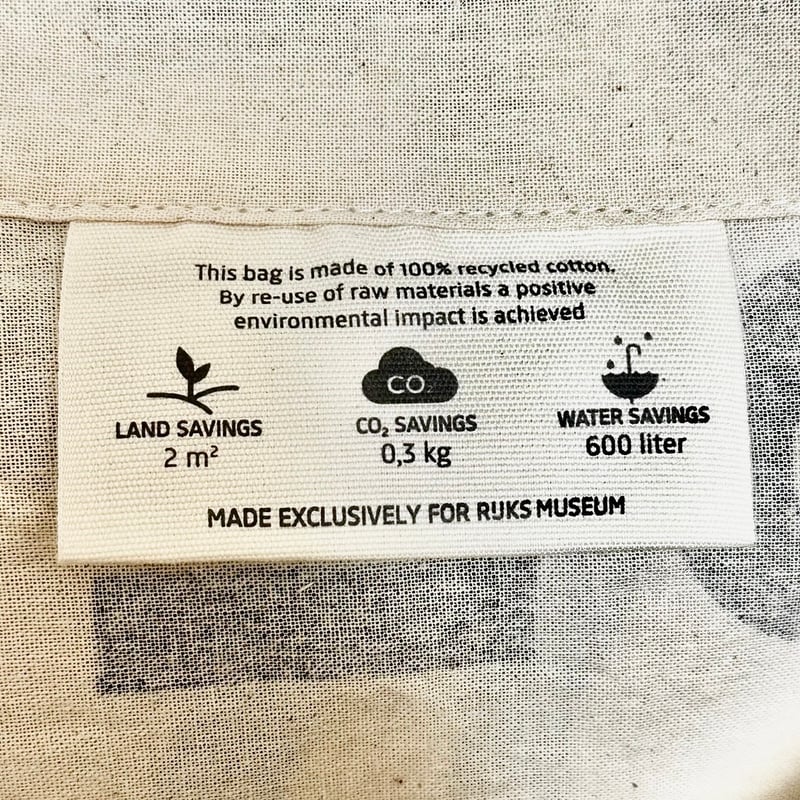 This bag is made of 100% recycled cotton.
By re-use of raw materials a positive
environmental impact is achieved
CO
LAND SAVINGS
2 m²
CO₂ SAVINGS
0,3 kg
WATER SAVINGS
600 liter
MADE EXCLUSIVELY FOR RIJKS MUSEUM